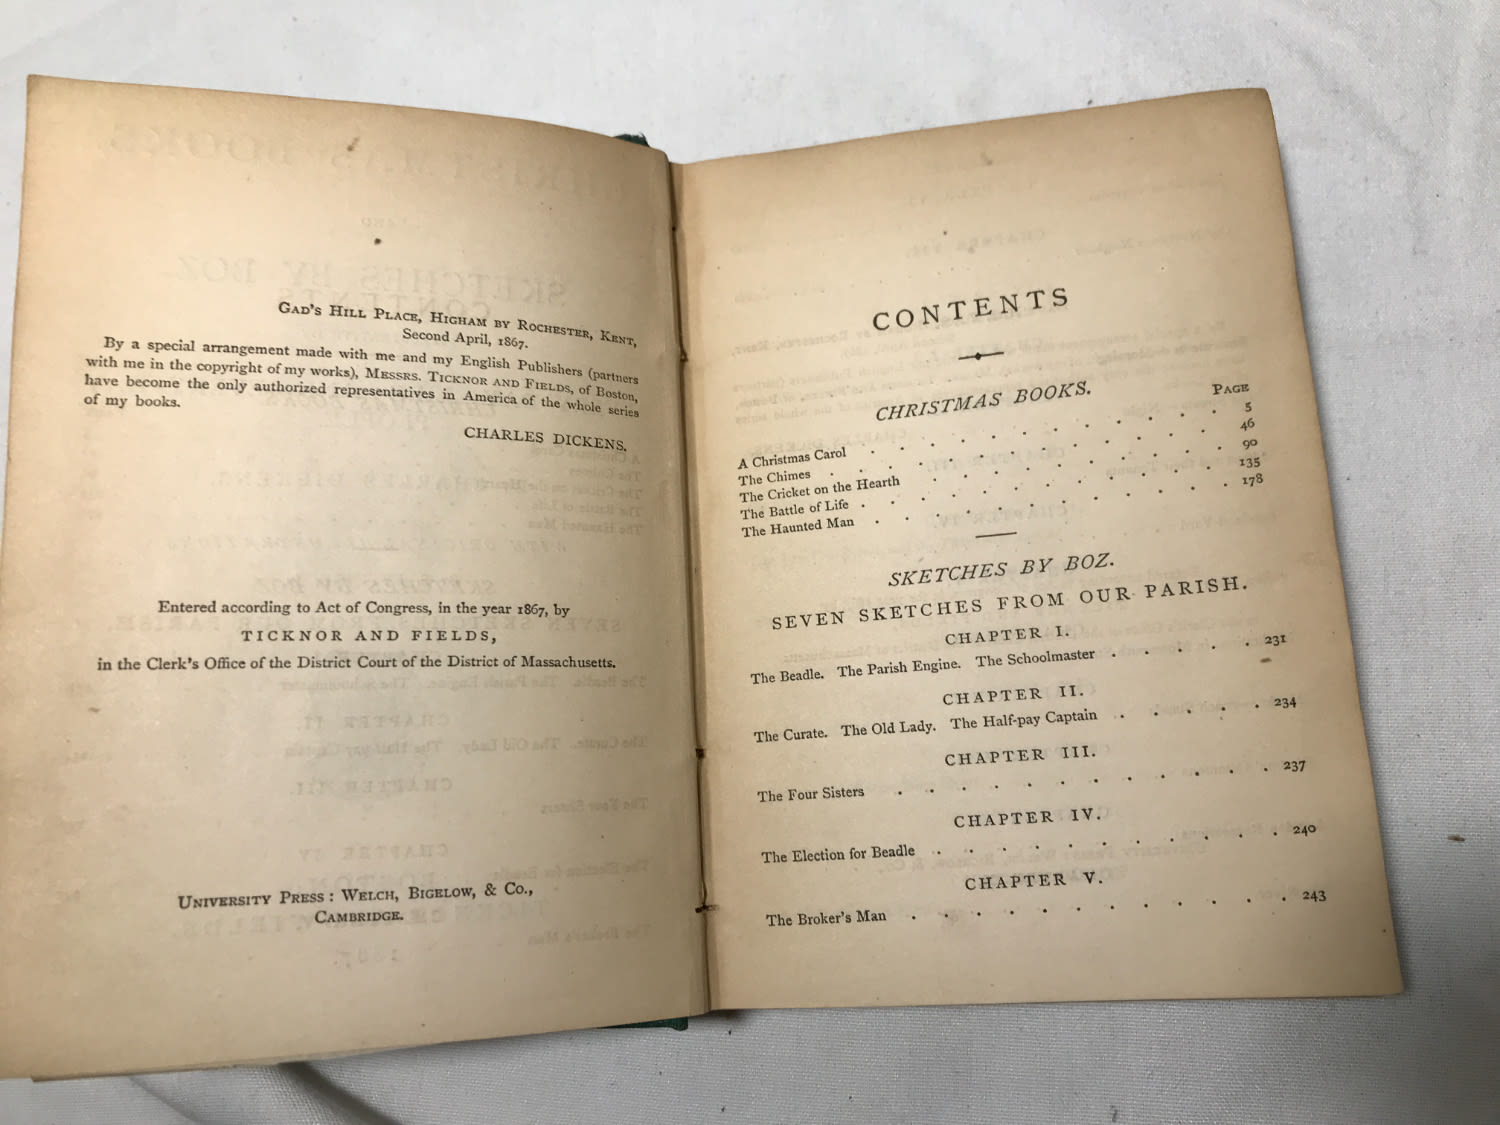 GAD'S HILL PLACE, HIGHAM BY ROCHESTER, KENT,
Second April, 1867.
By a special arrangement made with me and my English Publishers (partners
with me in the copyright of my works), MESSRS. TICKNOR AND FIELDS, of Boston,
have become the only authorized representatives in America of the whole series
of my books.
CHARLES DICKENS.
Entered according to Act of Congress, in the year 1867, by
TICKNOR AND FIELDS,
in the Clerk's Office of the District Court of the District of Massachusetts.
UNIVERSITY PRESS: WELCH, BIGELOW, & CO.,
CAMBRIDGE.
CONTENTS
CHRISTMAS BOOKS.
PAGE
A Christmas Carol . . . . . . . . . . . 5
The Chimes . . . . . . . . . . . . 46
The Cricket on the Hearth . . . . . . . . . 90
The Battle of Life . . . . . . . . . . . 135
The Haunted Man . . . . . . . . . . . 178
SKETCHES BY BOZ.
SEVEN SKETCHES FROM OUR PARISH.
CHAPTER I.
The Beadle. The Parish Engine. The Schoolmaster . . . . . 231
CHAPTER II.
The Curate. The Old Lady. The Half-pay Captain . . . . . 234
CHAPTER III.
The Four Sisters . . . . . . . . . . . . 237
CHAPTER IV.
The Election for Beadle . . . . . . . . . . . 240
CHAPTER V.
The Broker's Man . . . . . . . . . . . . 243